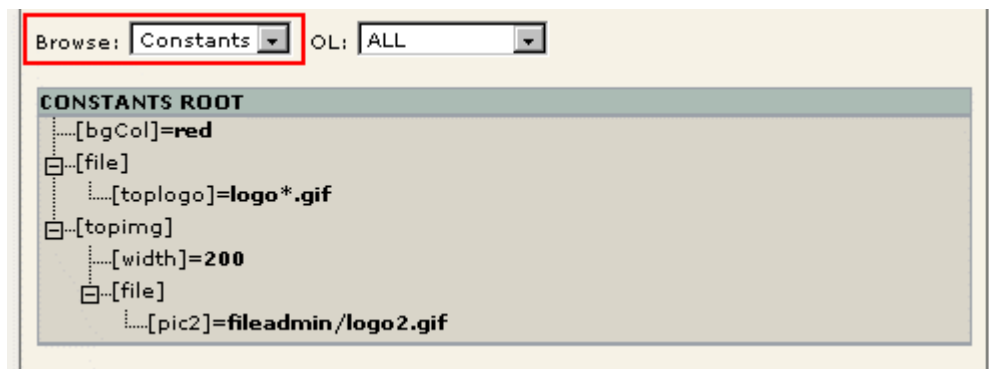 Browse: Constants OL: ALL
CONSTANTS ROOT
[bgCol]=red
[file]
[toplogo]=logo*.gif
[topimg]
[width]=200
[file]
[pic2]=fileadmin/logo2.gif